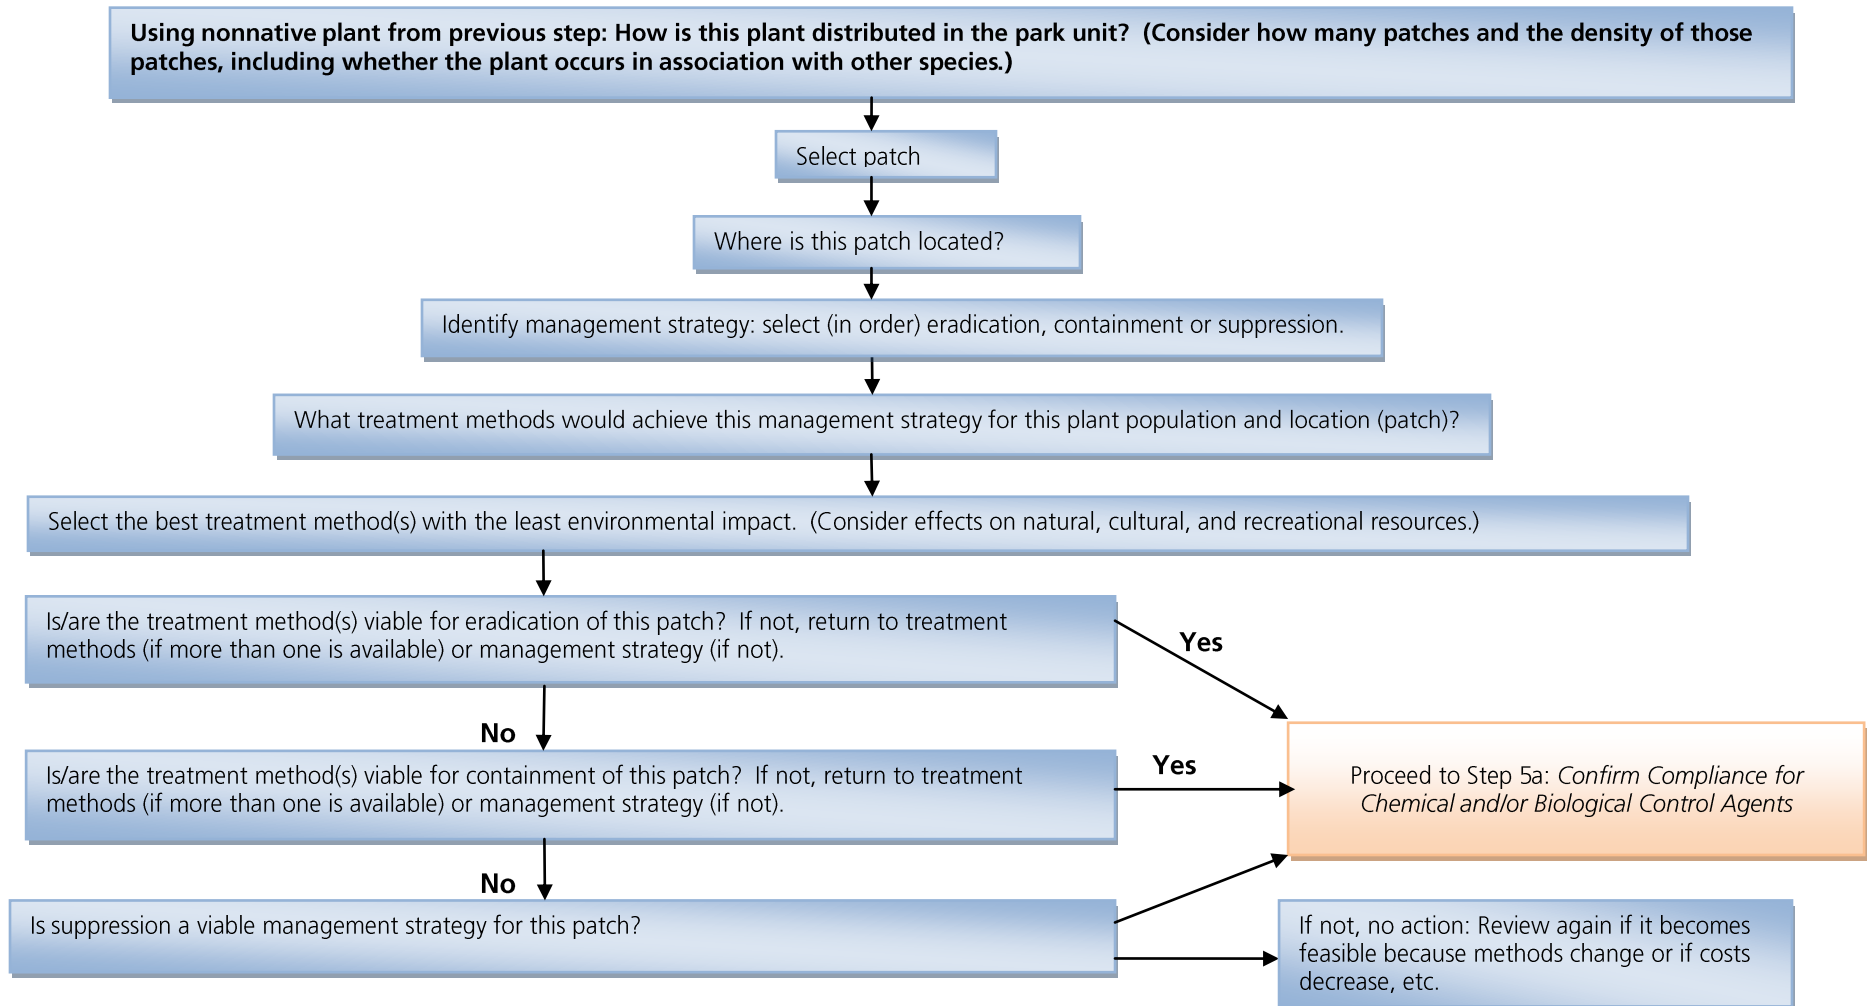 Using nonnative plant from previous step: How is this plant distributed in the park unit?  (Consider how many patches and the density of those
patches, including whether the plant occurs in association with other species.)
Select patch
Where is this patch located?
Identify management strategy: select (in order) eradication, containment or suppression.
What treatment methods would achieve this management strategy for this plant population and location (patch)?
Select the best treatment method(s) with the least environmental impact.  (Consider effects on natural, cultural, and recreational resources.)
Is/are the treatment method(s) viable for eradication of this patch?  If not, return to treatment
methods (if more than one is available) or management strategy (if not).
Yes
No
Is/are the treatment method(s) viable for containment of this patch?  If not, return to treatment
methods (if more than one is available) or management strategy (if not).
Yes
Proceed to Step 5a: Confirm Compliance for
Chemical and/or Biological Control Agents
No
Is suppression a viable management strategy for this patch?
If not, no action: Review again if it becomes
feasible because methods change or if costs
decrease, etc.